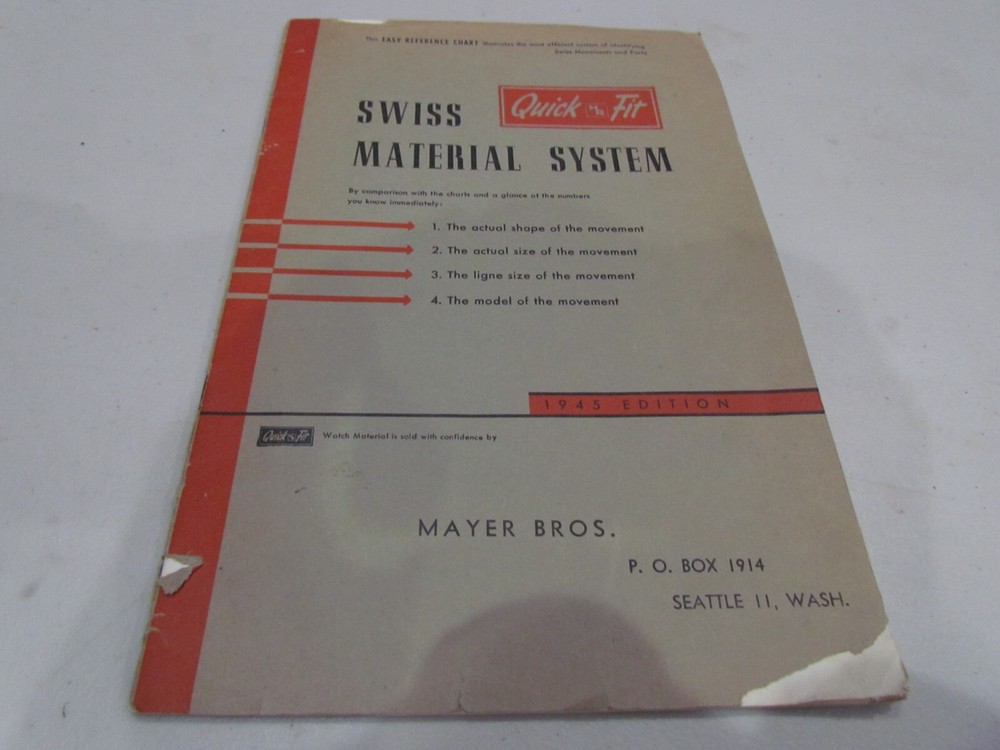 This EASY REFERENCE CHART illustrates the most efficient system of identifying
Swiss Movements and Parts
Quick Fit
SWISS
MATERIAL SYSTEM
By comparison with the charts and a glance at the numbers
you know immediately:
1. The actual shape of the movement
2. The actual size of the movement
3. The ligne size of the movement
4. The model of the movement
1945 EDITION
Quick Fit Watch Material is sold with confidence by
MAYER BROS.
P. O. BOX 1914
SEATTLE 11, WASH.